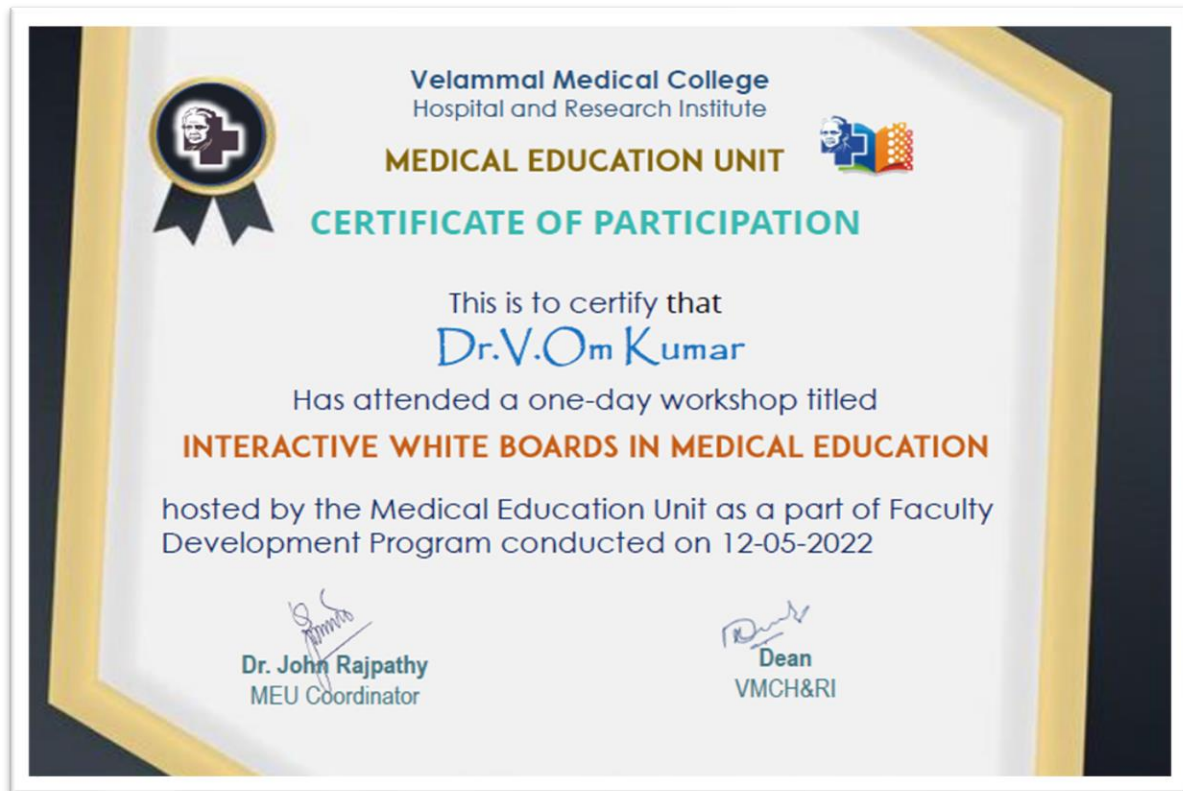 Velammal Medical College
Hospital and Research Institute
MEDICAL EDUCATION UNIT
CERTIFICATE OF PARTICIPATION
This is to certify that
Dr.V.Om Kumar
Has attended a one-day workshop titled
INTERACTIVE WHITE BOARDS IN MEDICAL EDUCATION
hosted by the Medical Education Unit as a part of Faculty
Development Program conducted on 12-05-2022
Dr. John Rajpathy
MEU Coordinator
Dean
VMCH&RI